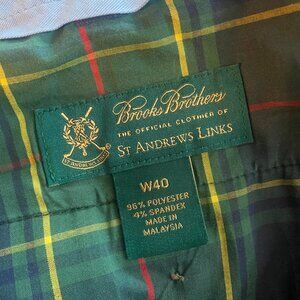 Brooks Brothers
THE OFFICIAL CLOTHIER OF
ST ANDREWS LINKS
W40
96% POLYESTER
4% SPANDEX
MADE IN
MALAYSIA